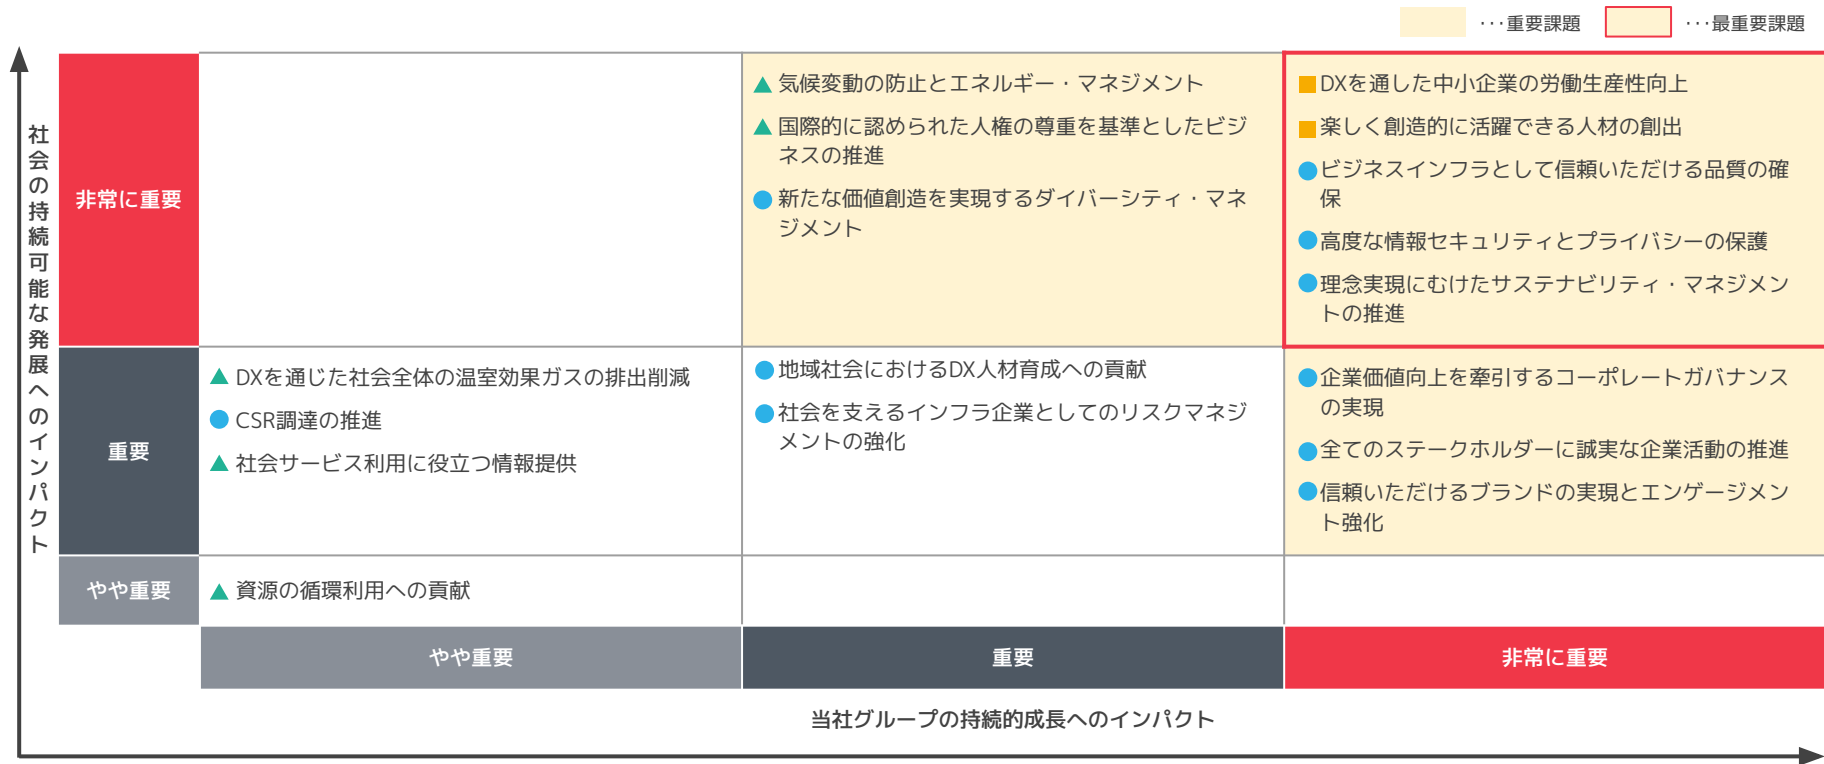 ･･･重要課題
･･･最重要課題
社会の持続可能な発展へのインパクト
非常に重要
気候変動の防止とエネルギー・マネジメント
国際的に認められた人権の尊重を基準としたビジ
ネスの推進
新たな価値創造を実現するダイバーシティ・マネ
ジメント
DXを通した中小企業の労働生産性向上
楽しく創造的に活躍できる人材の創出
ビジネスインフラとして信頼いただける品質の確
保
高度な情報セキュリティとプライバシーの保護
理念実現にむけたサステナビリティ・マネジメン
トの推進
重要
DXを通じた社会全体の温室効果ガスの排出削減
CSR調達の推進
社会サービス利用に役立つ情報提供
地域社会におけるDX人材育成への貢献
社会を支えるインフラ企業としてのリスクマネジ
メントの強化
企業価値向上を牽引するコーポレートガバナンス
の実現
全てのステークホルダーに誠実な企業活動の推進
信頼いただけるブランドの実現とエンゲージメン
ト強化
やや重要
資源の循環利用への貢献
やや重要
重要
非常に重要
当社グループの持続的成長へのインパクト